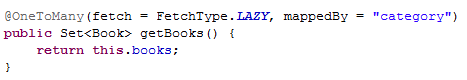 @OneToMany(fetch = FetchType.LAZY, mappedBy = "category")
public Set<Book> getBooks() {
    return this.books;
}